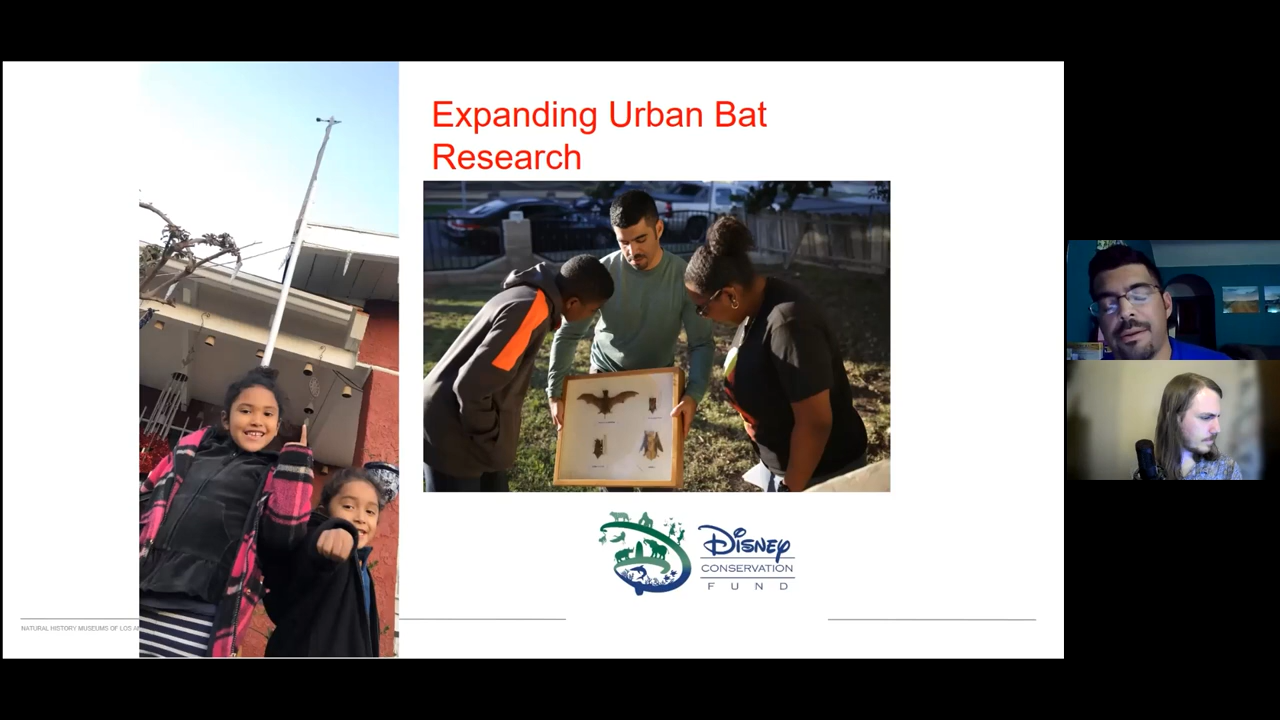 Expanding Urban Bat
Research
Disney
CONSERVATION
FUND
NATURAL HISTORY MUSEUMS OF LOS